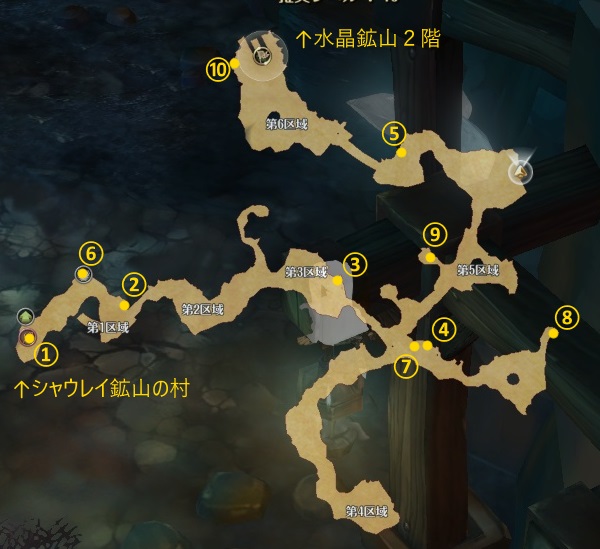 ↑水晶鉱山２階
⑩
第6区域
⑤
⑨
⑥
第3区域
③
第5区域
②
第2区域
第1区域
④
⑧
①
⑦
↑シャウレイ鉱山の村
第4区域